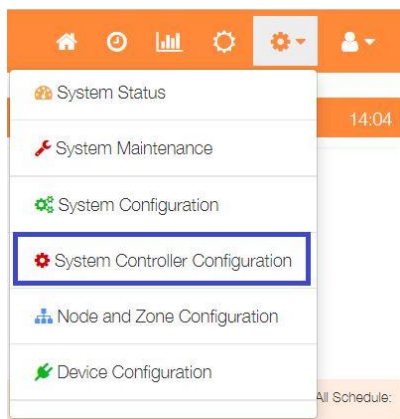 System Status
14:04
System Maintenance
System Configuration
System Controller Configuration
Node and Zone Configuration
Device Configuration
All Schedule: